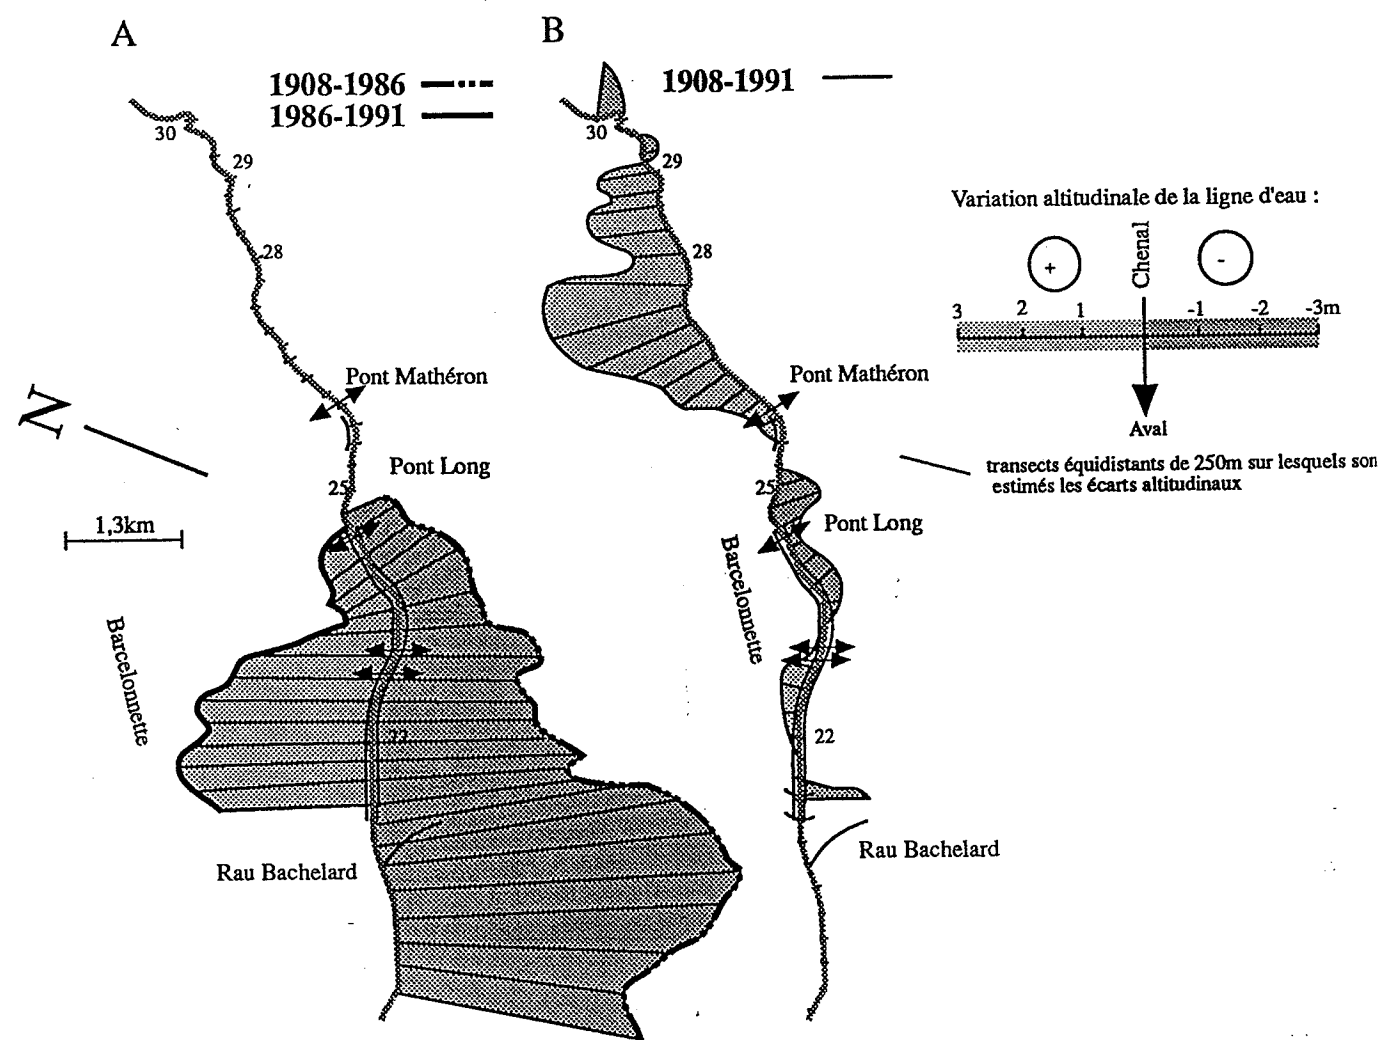 A
B
1908-1986
1986-1991
1908-1991
30
29
28
Pont Mathéron
Pont Long
25
N
1,3km
Barcelonnette
22
Rau Bachelard
30
29
28
Pont Mathéron
25
Pont Long
Barcelonnette
22
Rau Bachelard
Variation altitudinale de la ligne d'eau :
+
Chenal
-
3 2 1 -1 -2 -3m
Aval
transects équidistants de 250m sur lesquels son
estimés les écarts altitudinaux